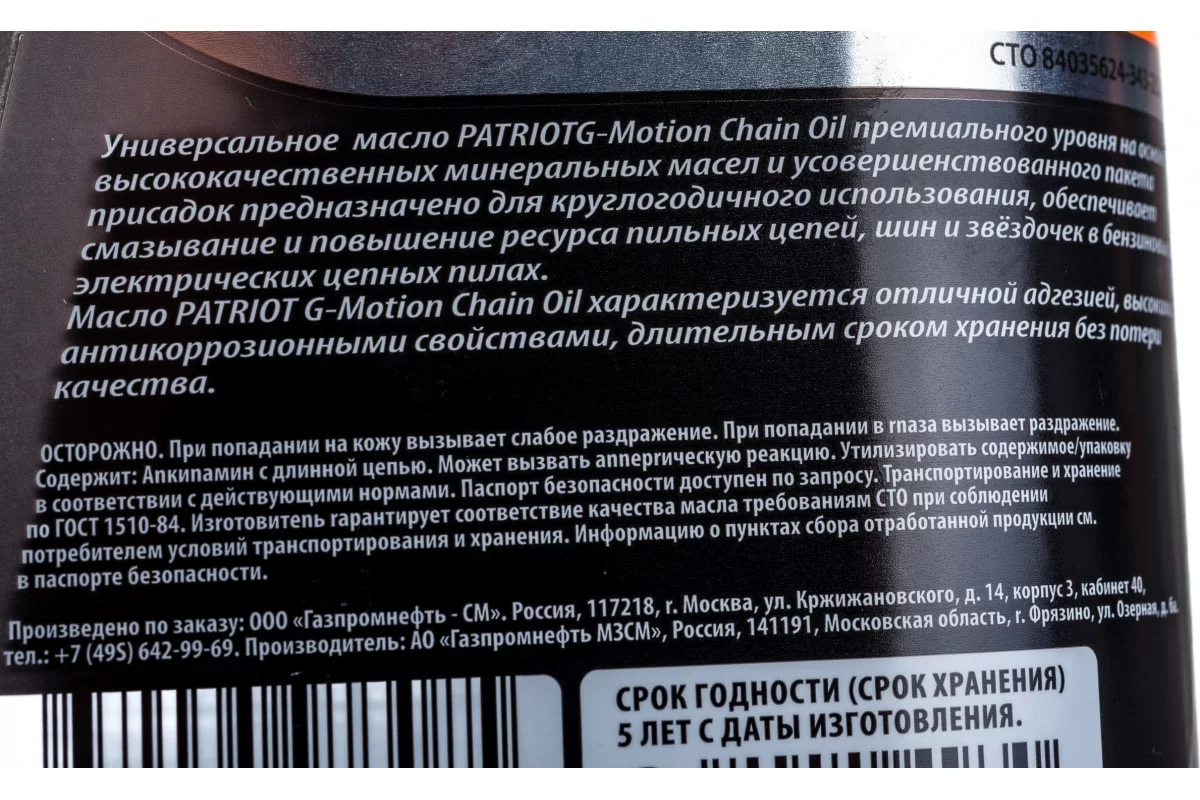 СТО 84035624-343-
Универсальное масло PATRIOTG-Motion Chain Oil премиального уровня на основе
высококачественных минеральных масел и усовершенствованного пакета
присадок предназначено для круглогодичного использования, обеспечивает
смазывание и повышение ресурса пильных цепей, шин и звёздочек в
электрических цепных пилах.
Масло PATRIOT G-Motion Chain Oil характеризуется отличной адгезией,
антикоррозионными свойствами, длительным сроком хранения без потери
качества.
ОСТОРОЖНО. При попадании на кожу вызывает слабое раздражение. При попадании в rnаза вызывает раздражение.
Содержит: Аnкиnамин с длинной цепью. Может вызвать аnnергическую реакцию. Утилизировать содержимое/упаковку
в соответствии с действующими нормами. Паспорт безопасности доступен по запросу. Транспортирование и хранение
по ГОСТ 1510-84. Изготовитеnь гарантирует соответствие качества масла требованиям СТО при соблюдении
потребителем условий транспортирования и хранения. Информацию о пунктах сбора отработанной продукции см.
в паспорте безопасности.
Произведено по заказу: ООО «Газпромнефть - СМ». Россия, 117218, г. Москва, ул. Кржижановского, д. 14, корпус 3, кабинет 40,
тел.: +7 (49S) 642-99-69. Производитель: АО «Газпромнефть МЗСМ», Россия, 141191, Московская область, г. Фрязино, ул. Озерная, д.
СРОК ГОДНОСТИ (СРОК ХРАНЕНИЯ)
5 ЛЕТ С ДАТЫ ИЗГОТОВЛЕНИЯ.